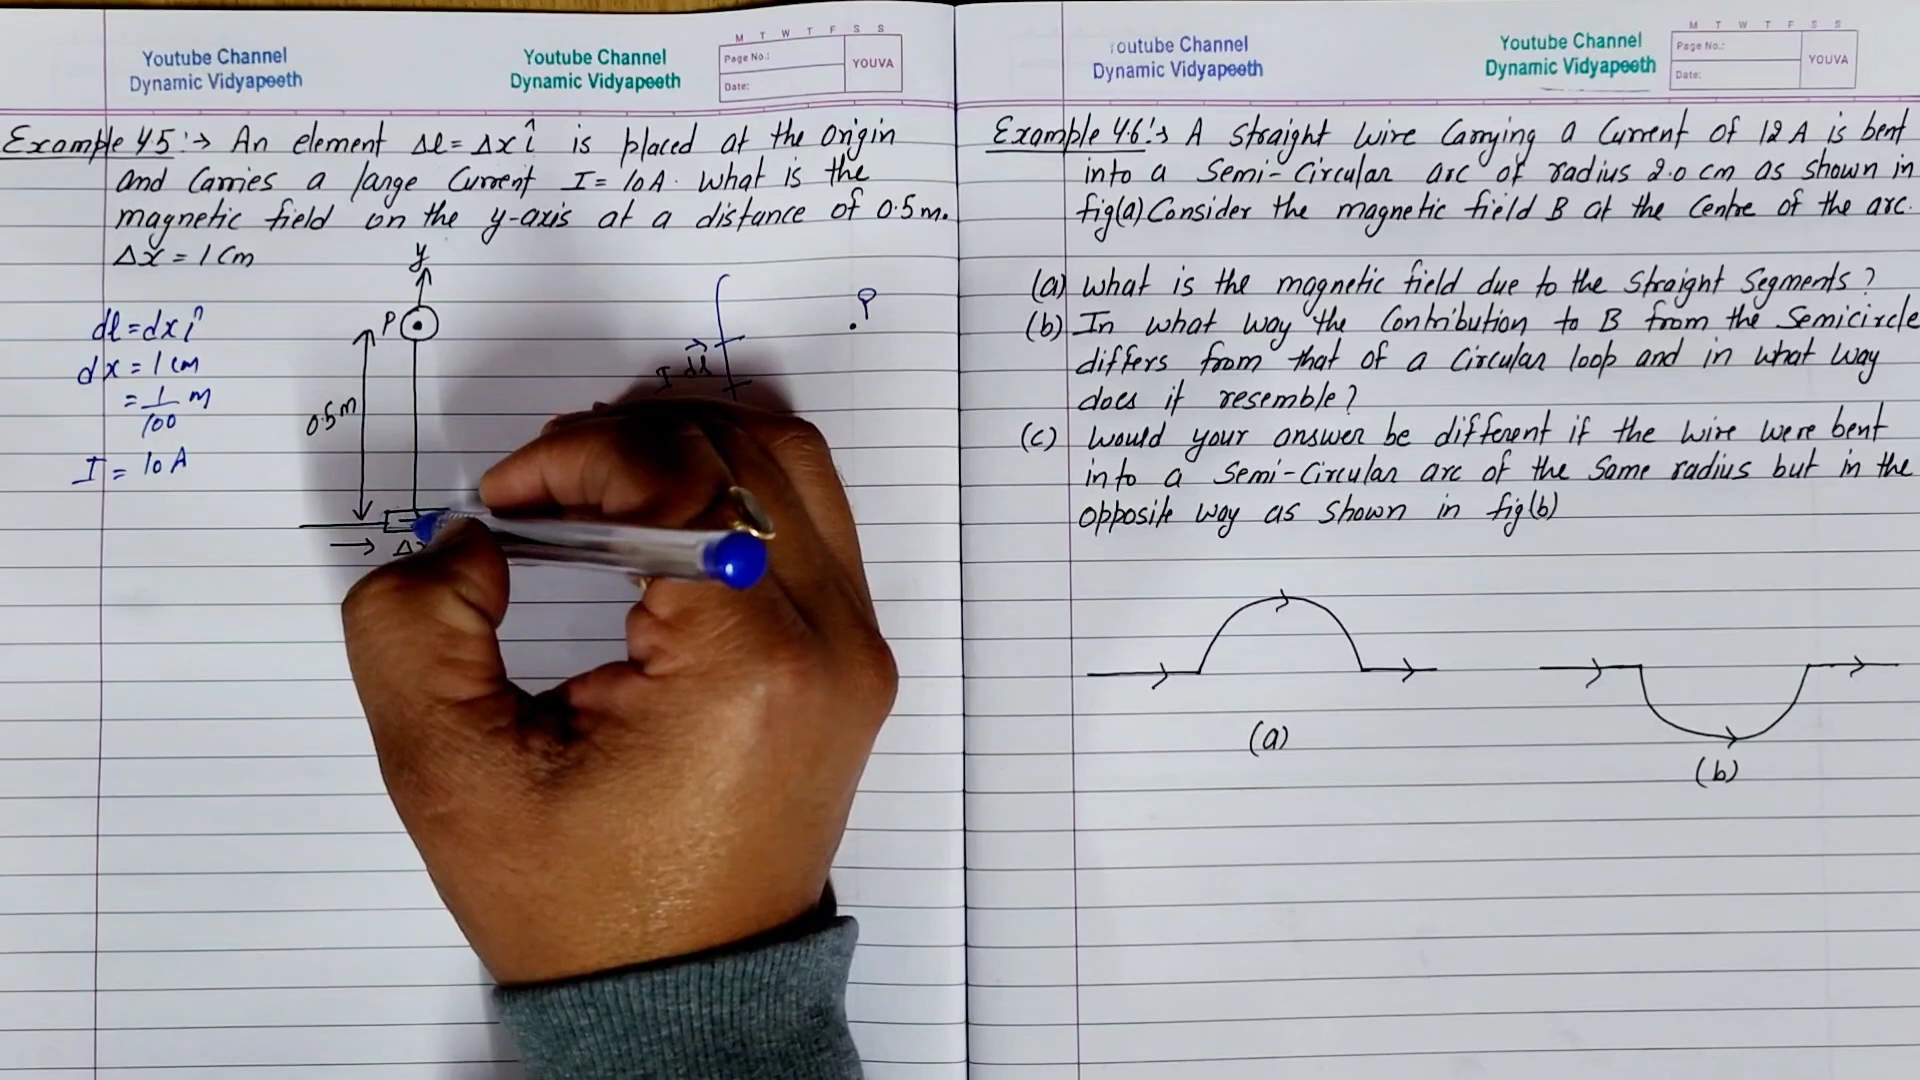 Youtube Channel
Dynamic Vidyapeeth
Youtube Channel
Dynamic Vidyapeeth
M T W T F S S
Page No.:
Date:
YOUVA
Example 4.5:→ An element Δl = Δx î is placed at the origin
and carries a large current I = 10A. What is the
magnetic field on the y-axis at a distance of 0.5m.
Δx = 1 cm
y
P
dl = dx î
dx = 1 cm
= 1/100 m
I = 10 A
0.5m
P
I dl
outube Channel
Dynamic Vidyapeeth
Youtube Channel
Dynamic Vidyapeeth
M T W T F S S
Page No.:
Date:
YOUVA
Example 4.6:→ A straight wire carrying a current of 12 A is bent
into a semi-circular arc of radius 2.0 cm as shown in
fig(a) Consider the magnetic field B at the centre of the arc.
(a) What is the magnetic field due to the straight segments?
(b) In what way the contribution to B from the semicircle
differs from that of a circular loop and in what way
does it resemble?
(c) Would your answer be different if the wire were bent
into a semi-circular arc of the same radius but in the
opposite way as shown in fig(b)
(a)
(b)